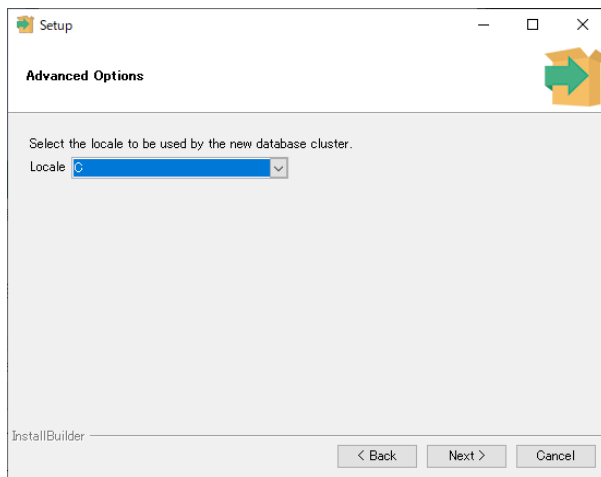 Setup
Advanced Options
Select the locale to be used by the new database cluster.
Locale C
InstallBuilder
< Back Next > Cancel